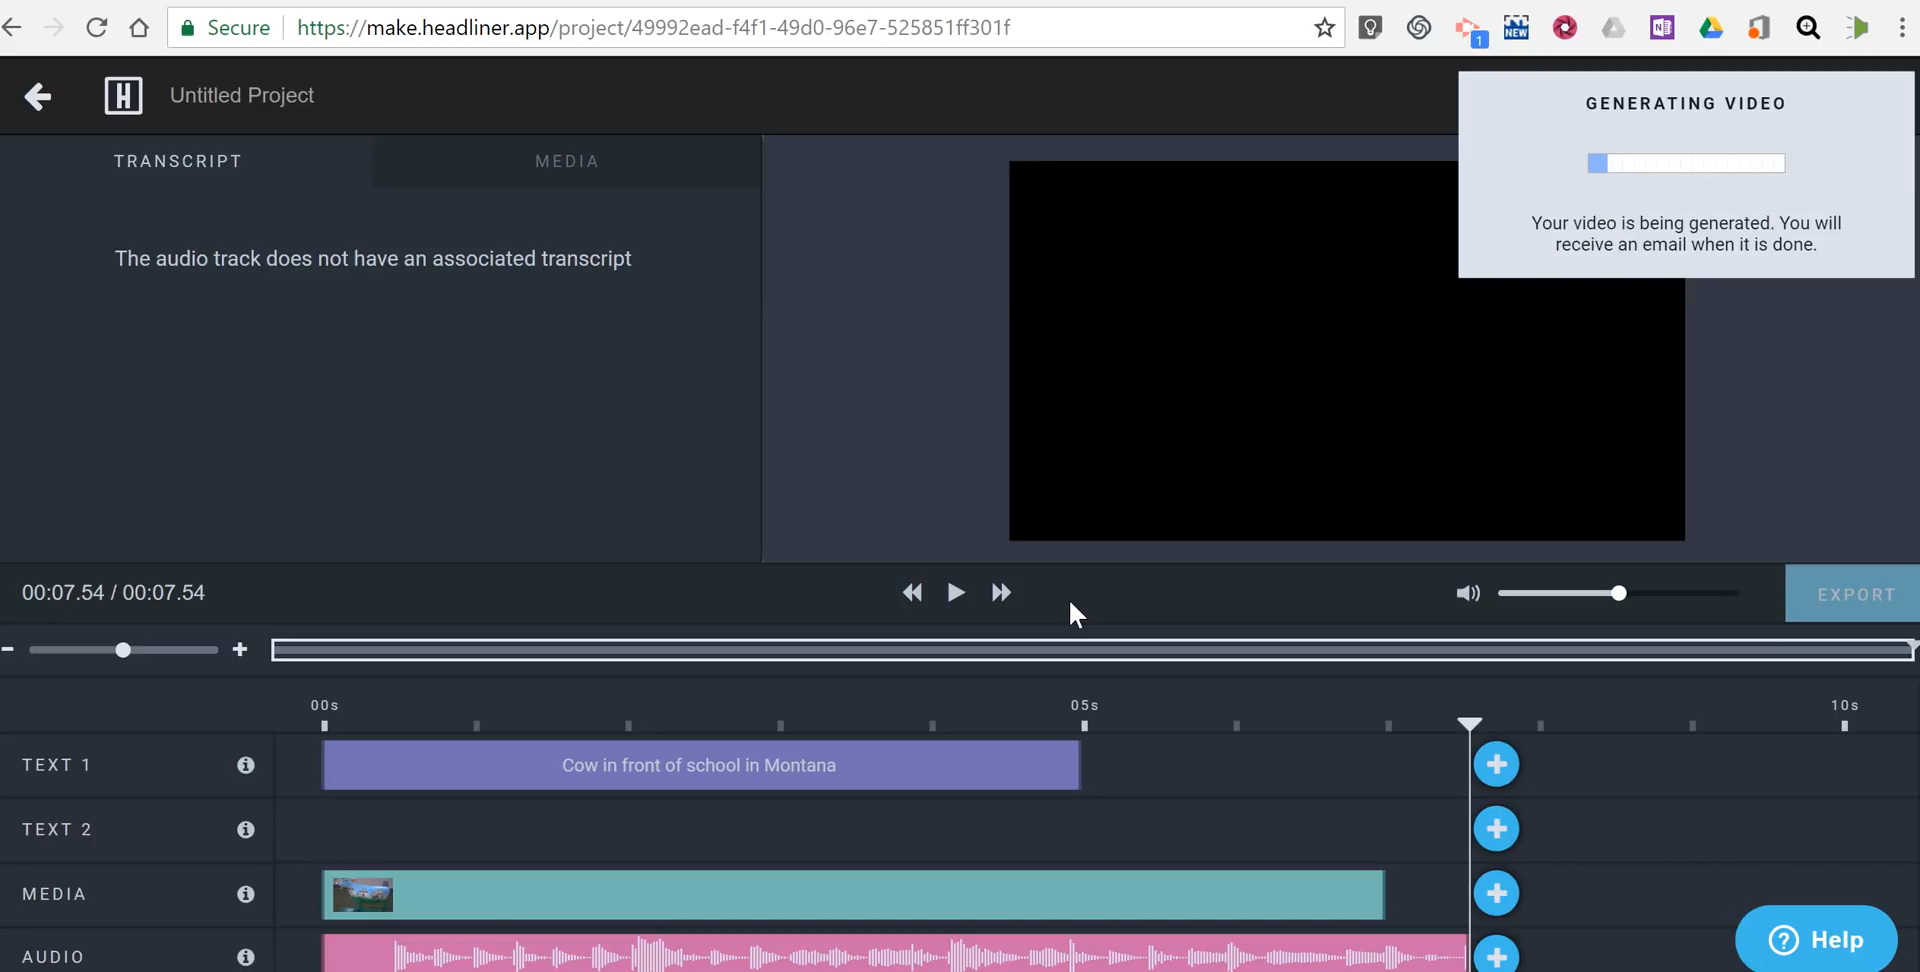 Secure
https://make.headliner.app/project/49992ead-f4f1-49d0-96e7-525851ff301f
1
NEW
N
H
Untitled Project
GENERATING VIDEO
Your video is being generated. You will
receive an email when it is done.
TRANSCRIPT
MEDIA
The audio track does not have an associated transcript
00:07.54 / 00:07.54
EXPORT
00s
05s
10s
TEXT 1
Cow in front of school in Montana
TEXT 2
MEDIA
AUDIO
Help